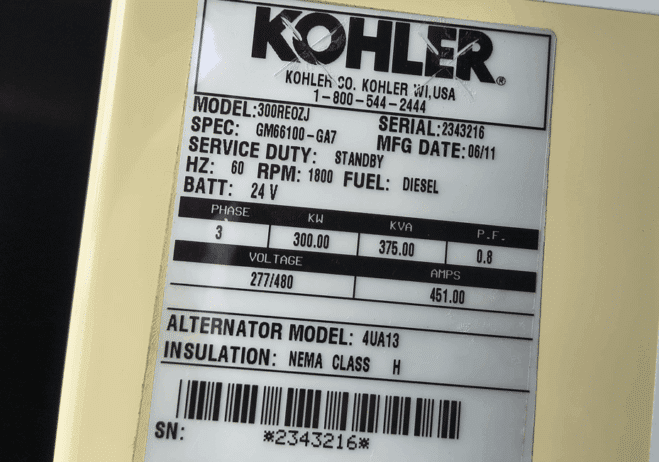 KOHLER®
KOHLER CO. KOHLER WI,USA
1-800-544-2444
MODEL:300REOZJ
SPEC: GM66100-GA7 SERIAL:2343216
SERVICE DUTY: STANDBY MFG DATE:06/11
HZ: 60 RPM: 1800 FUEL: DIESEL
BATT: 24 V
PHASE KW KVA P.F.
3 300.00 375.00 0.8
VOLTAGE AMPS
277/480 451.00
ALTERNATOR MODEL: 4UA13
INSULATION: NEMA CLASS H
SN: *2343216*